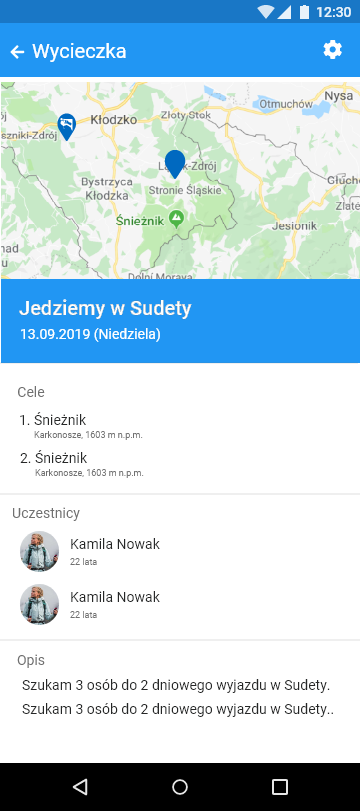 12:30
Wycieczka
Nysa
Otmuchów
Kłodzko
Złoty Stok
szniki-Zdrój
Bystrzyca
Kłodzka
Stronie Śląskie
Głuch
Złate
Śnieżnik
Jesionik
nad
Dolní Morava
Jedziemy w Sudety
13.09.2019 (Niedziela)
Cele
1. Śnieżnik
Karkonosze, 1603 m n.p.m.
2. Śnieżnik
Karkonosze, 1603 m n.p.m.
Uczestnicy
Kamila Nowak
22 lata
Kamila Nowak
22 lata
Opis
Szukam 3 osób do 2 dniowego wyjazdu w Sudety.
Szukam 3 osób do 2 dniowego wyjazdu w Sudety..